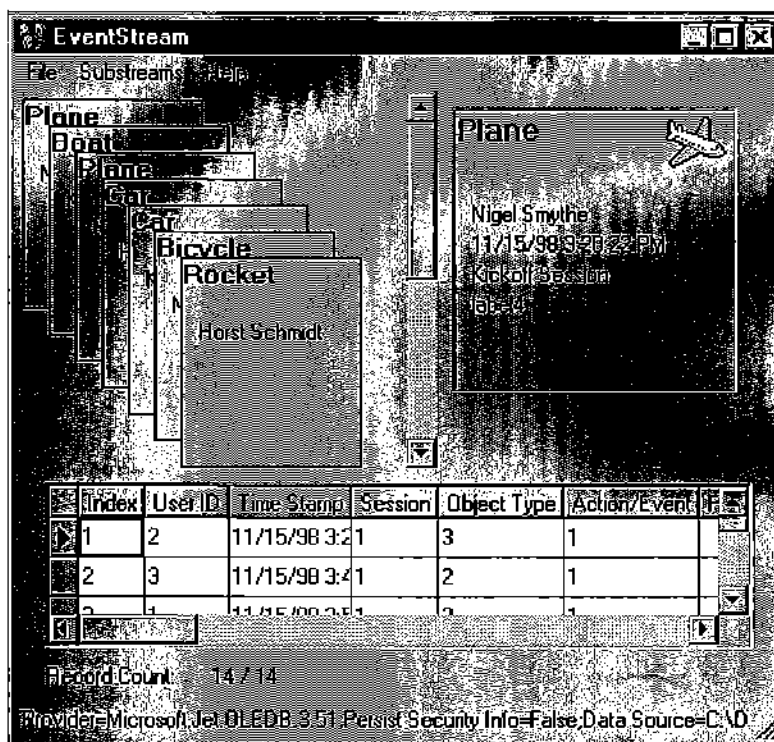 EventStream
File Substreams
Plane
Boat
Plane
Car
Car
Bicycle
Rocket
Horst Schmidt
Plane
Nigel Smythe
11/15/98 3:20:22 PM
Kickoff Session
label4
Index User ID Time Stamp Session Object Type Action/Event
1 2 11/15/98 3:2 1 3 1
2 3 11/15/98 3:4 1 2 1
Record Count: 14 / 14
Provider=Microsoft.Jet.OLEDB.3.51;Persist Security Info=False;Data Source=C:\D